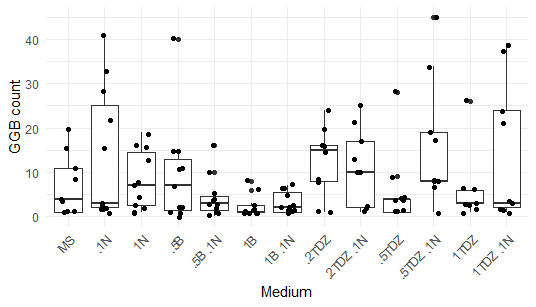 GGB count
40
30
20
10
0
MS
.1N
1N
.5B
.5B .1N
1B
1B .1N
.2TDZ
.2TDZ .1N
.5TDZ
.5TDZ .1N
1TDZ
1TDZ .1N
Medium